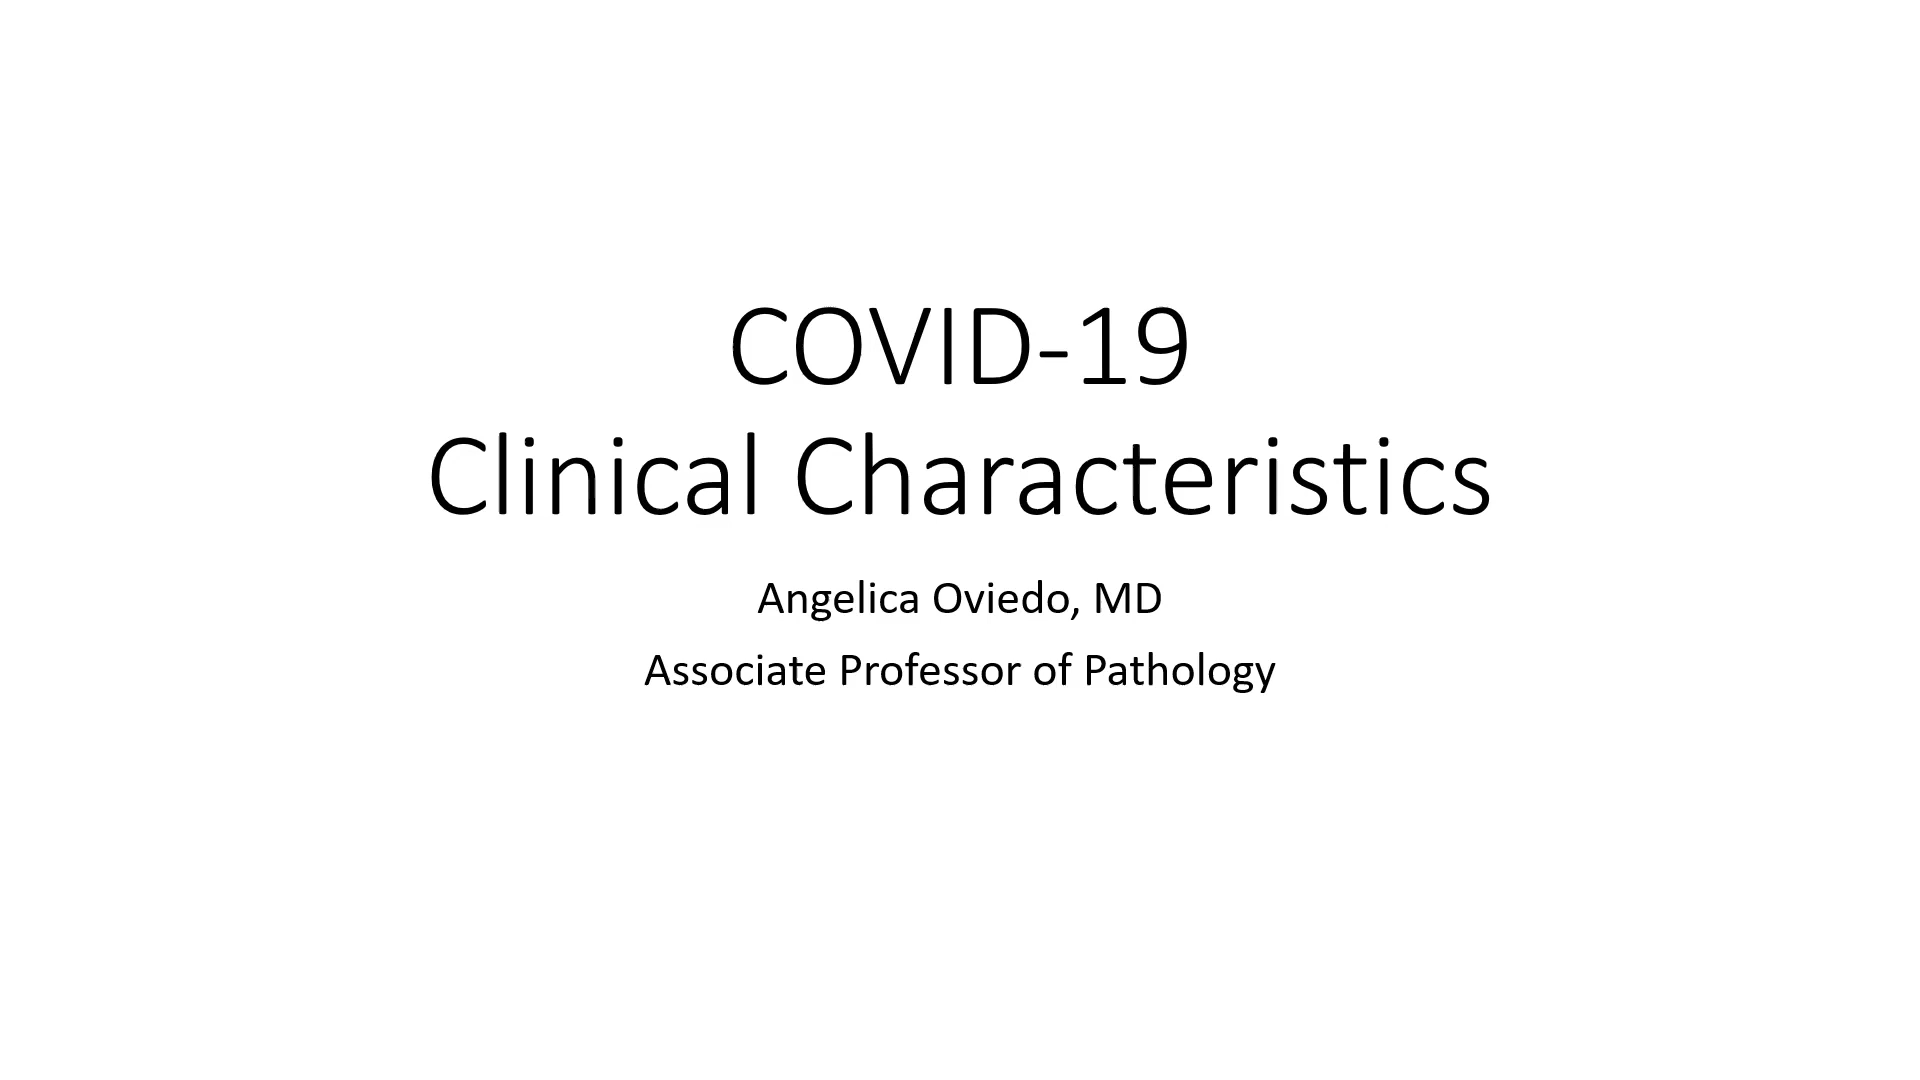 COVID-19
Clinical Characteristics
Angelica Oviedo, MD
Associate Professor of Pathology